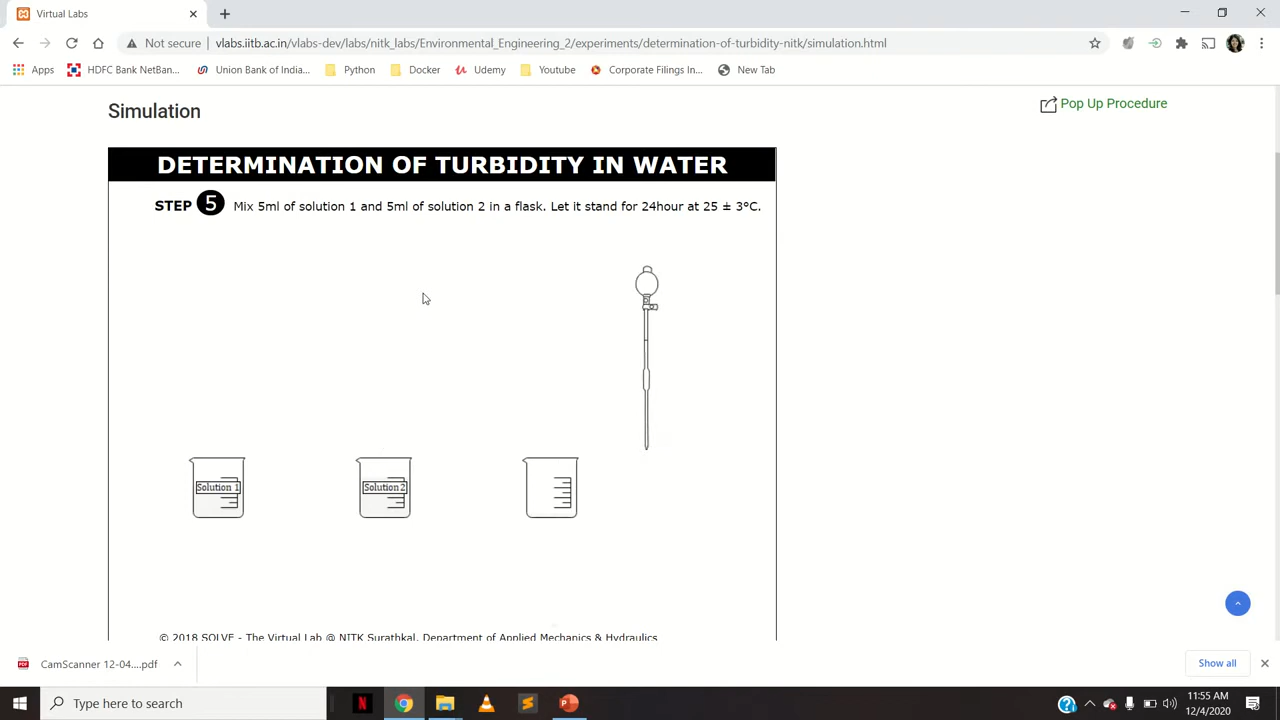 Virtual Labs
Not secure
vlabs.iitb.ac.in/vlabs-dev/labs/nitk_labs/Environmental_Engineering_2/experiments/determination-of-turbidity-nitk/simulation.html
Apps
HDFC Bank NetBan...
Union Bank of India...
Python
Docker
Udemy
Youtube
Corporate Filings In...
New Tab
Simulation
Pop Up Procedure
DETERMINATION OF TURBIDITY IN WATER
STEP 5 Mix 5ml of solution 1 and 5ml of solution 2 in a flask. Let it stand for 24hour at 25 ± 3°C.
Solution 1
Solution 2
© 2018 SOLVE - The Virtual Lab @ NITK Surathkal, Department of Applied Mechanics & Hydraulics
CamScanner 12-04....pdf
Show all
Type here to search
11:55 AM
12/4/2020